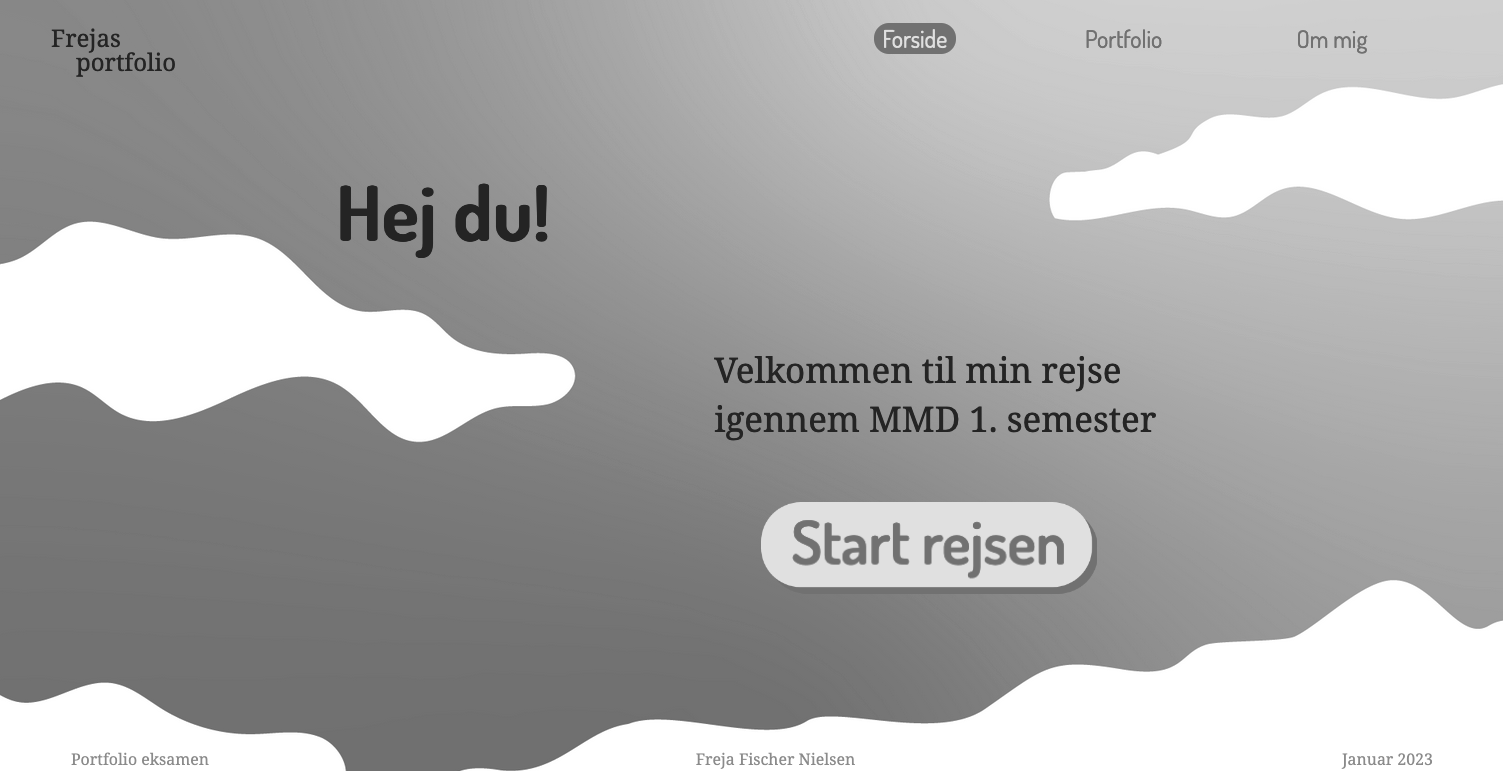 Frejas
portfolio
Forside
Portfolio
Om mig
Hej du!
Velkommen til min rejse
igennem MMD 1. semester
Start rejsen
Portfolio eksamen
Freja Fischer Nielsen
Januar 2023